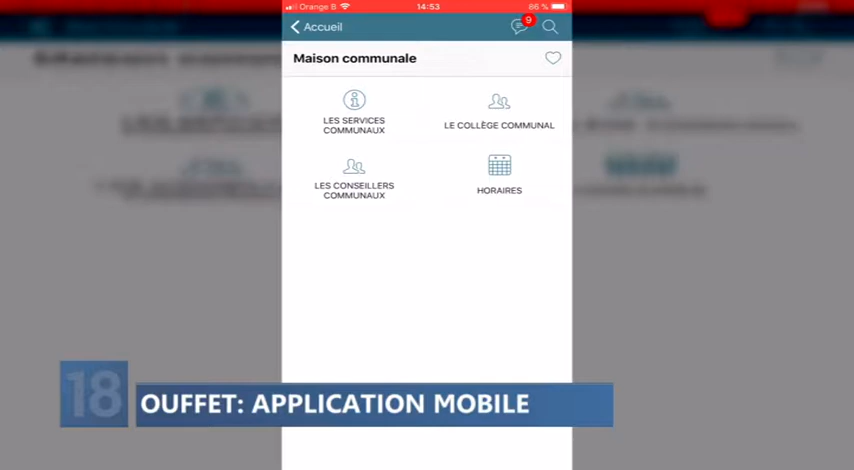 Orange B 14:53 66 %
Accueil 9
Maison communale
LES SERVICES
COMMUNAUX
LE COLLÈGE COMMUNAL
LES CONSEILLERS
COMMUNAUX
HORAIRES
18
OUFFET: APPLICATION MOBILE